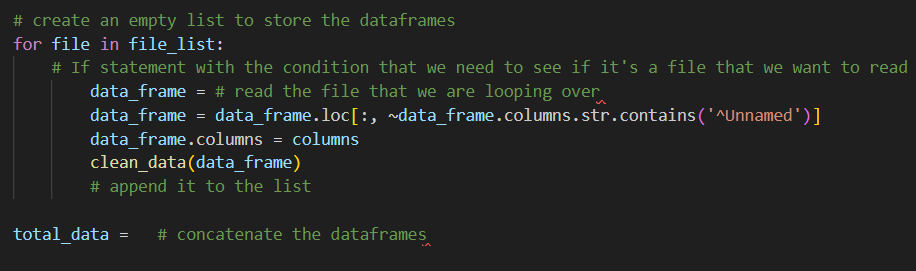 # create an empty list to store the dataframes
for file in file_list:
    # If statement with the condition that we need to see if it's a file that we want to read
        data_frame = # read the file that we are looping over
        data_frame = data_frame.loc[:, ~data_frame.columns.str.contains('^Unnamed')]
        data_frame.columns = columns
        clean_data(data_frame)
        # append it to the list

total_data =   # concatenate the dataframes